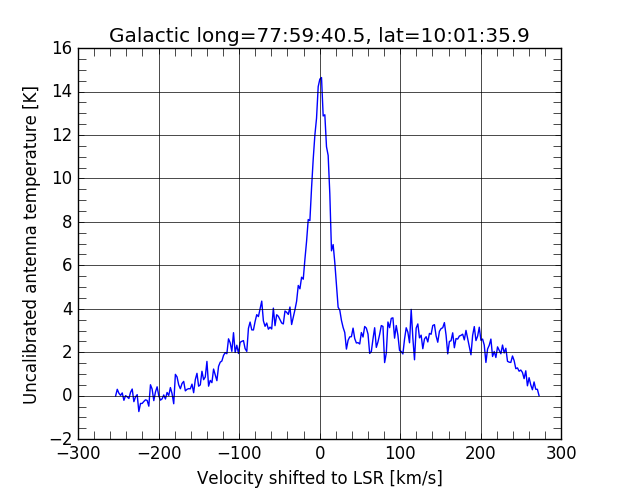 Galactic long=77:59:40.5, lat=10:01:35.9
16
14
12
10
8
6
4
2
0
−2
Uncalibrated antenna temperature [K]
−300 −200 −100 0 100 200 300
Velocity shifted to LSR [km/s]